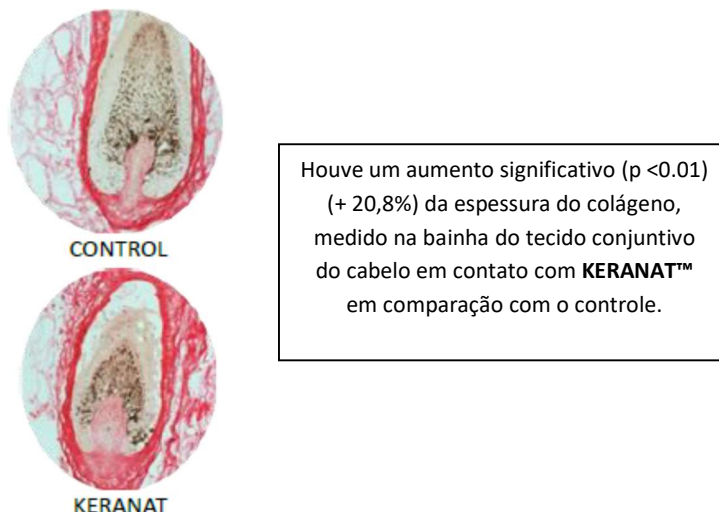 CONTROL
KERANAT
Houve um aumento significativo (p <0.01)
(+ 20,8%) da espessura do colágeno,
medido na bainha do tecido conjuntivo
do cabelo em contato com KERANAT™
em comparação com o controle.